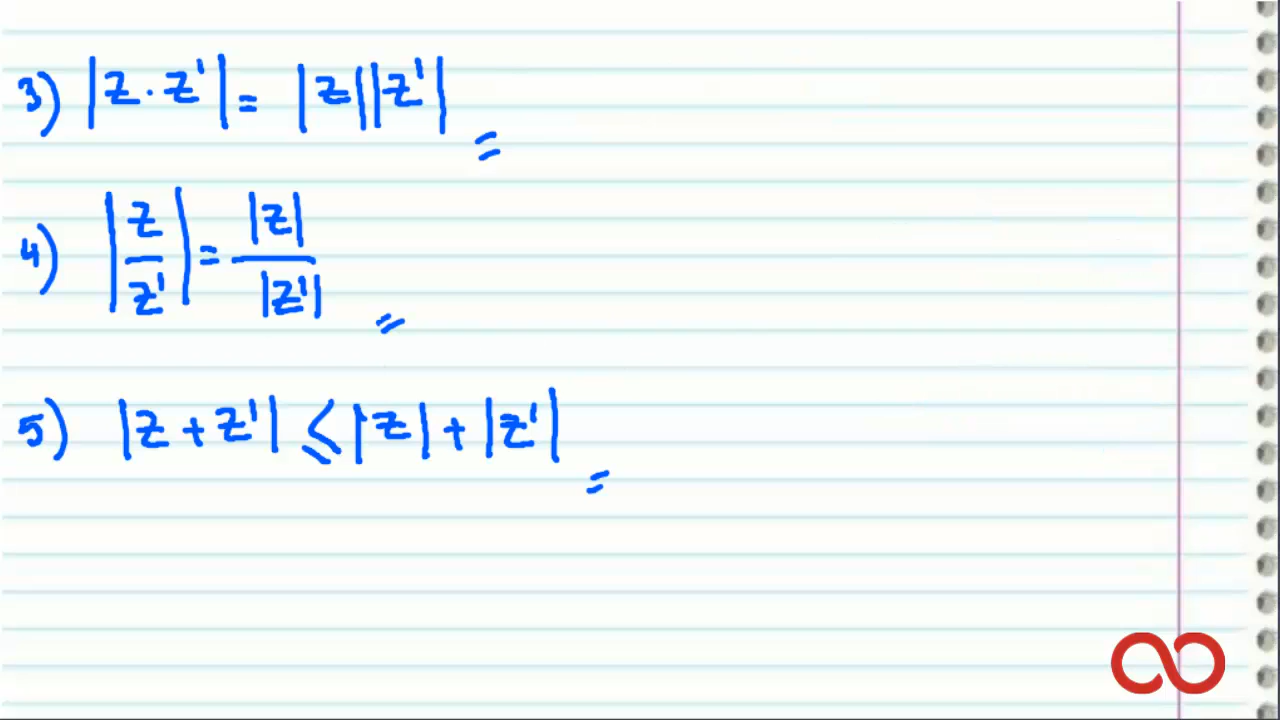 3) |z · z'| = |z||z'|
4) |z/z'| = |z|/|z'|
5) |z + z'| ≤ |z| + |z'|